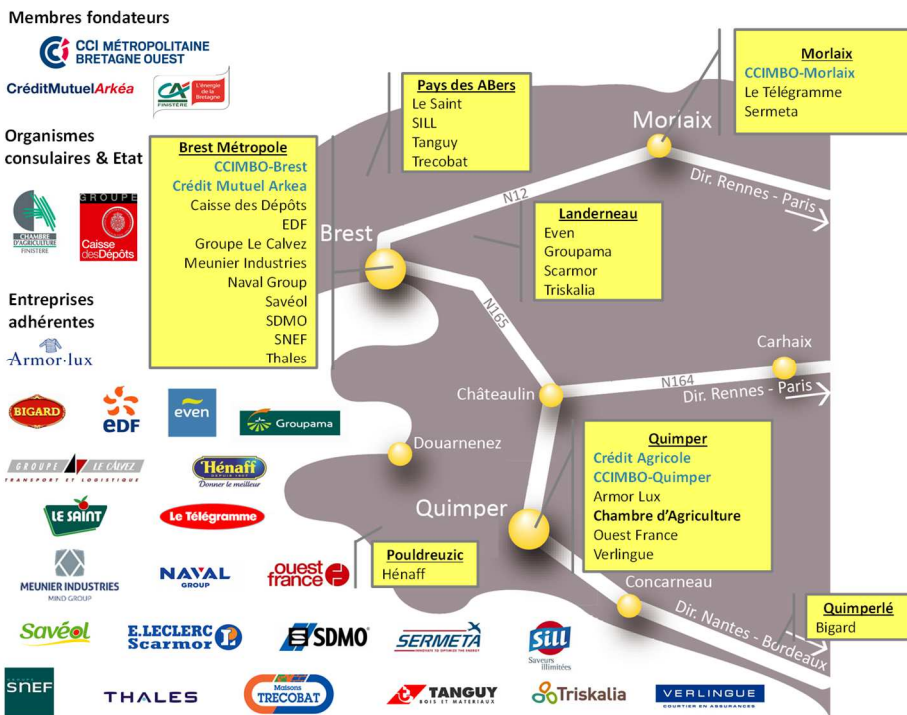 Membres fondateurs
CCI MÉTROPOLITAINE
BRETAGNE OUEST
CréditMutuelArkéa
CA
FINISTÈRE
L'énergie
de la
Bretagne
Organismes
consulaires & Etat
CHAMBRE
D'AGRICULTURE
FINISTÈRE
GROUPE
Caisse
desDépôts
Entreprises
adhérentes
Armor·lux
BIGARD
eDF
even
Groupama
GROUPE LE CALVEZ
TRANSPORT ET LOGISTIQUE
Hénaff
Donner le meilleur
LE SAINT
Le Télégramme
MEUNIER INDUSTRIES
MIND GROUP
NAVAL
GROUP
ouest
france
Savéol
E.LECLERC
Scarmor
SDMO
SERMETA
Sill
Saveurs
Illimitées
GROUPE
SNEF
THALES
Maisons
TRECOBAT
TANGUY
BOIS ET MATERIAUX
Triskalia
VERLINGUE
COURTIER EN ASSURANCES
Brest Métropole
CCIMBO-Brest
Crédit Mutuel Arkea
Caisse des Dépôts
EDF
Groupe Le Calvez
Meunier Industries
Naval Group
Savéol
SDMO
SNEF
Thales
Pays des ABers
Le Saint
SILL
Tanguy
Trecobat
Morlaix
CCIMBO-Morlaix
Le Télégramme
Sermeta
Landerneau
Even
Groupama
Scarmor
Triskalia
Quimper
Crédit Agricole
CCIMBO-Quimper
Armor Lux
Chambre d'Agriculture
Ouest France
Verlingue
Pouldreuzic
Hénaff
Quimperlé
Bigard
Morlaix
Dir. Rennes - Paris
N12
Brest
N165
Carhaix
Châteaulin
N164
Dir. Rennes - Paris
Douarnenez
Quimper
Concarneau
Dir. Nantes - Bordeaux